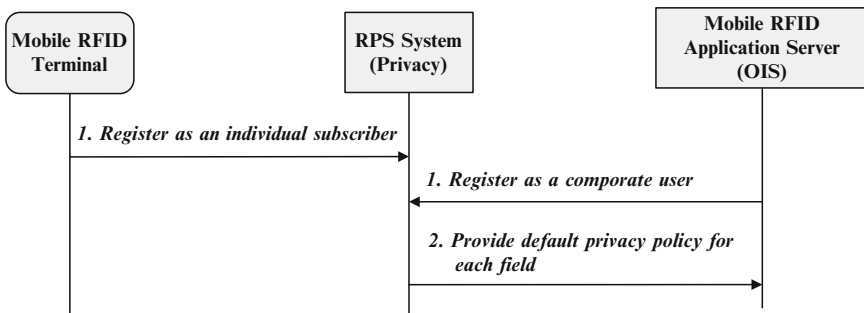 Mobile RFID
Terminal
RPS System
(Privacy)
Mobile RFID
Application Server
(OIS)
1. Register as an individual subscriber
1. Register as a comporate user
2. Provide default privacy policy for
each field